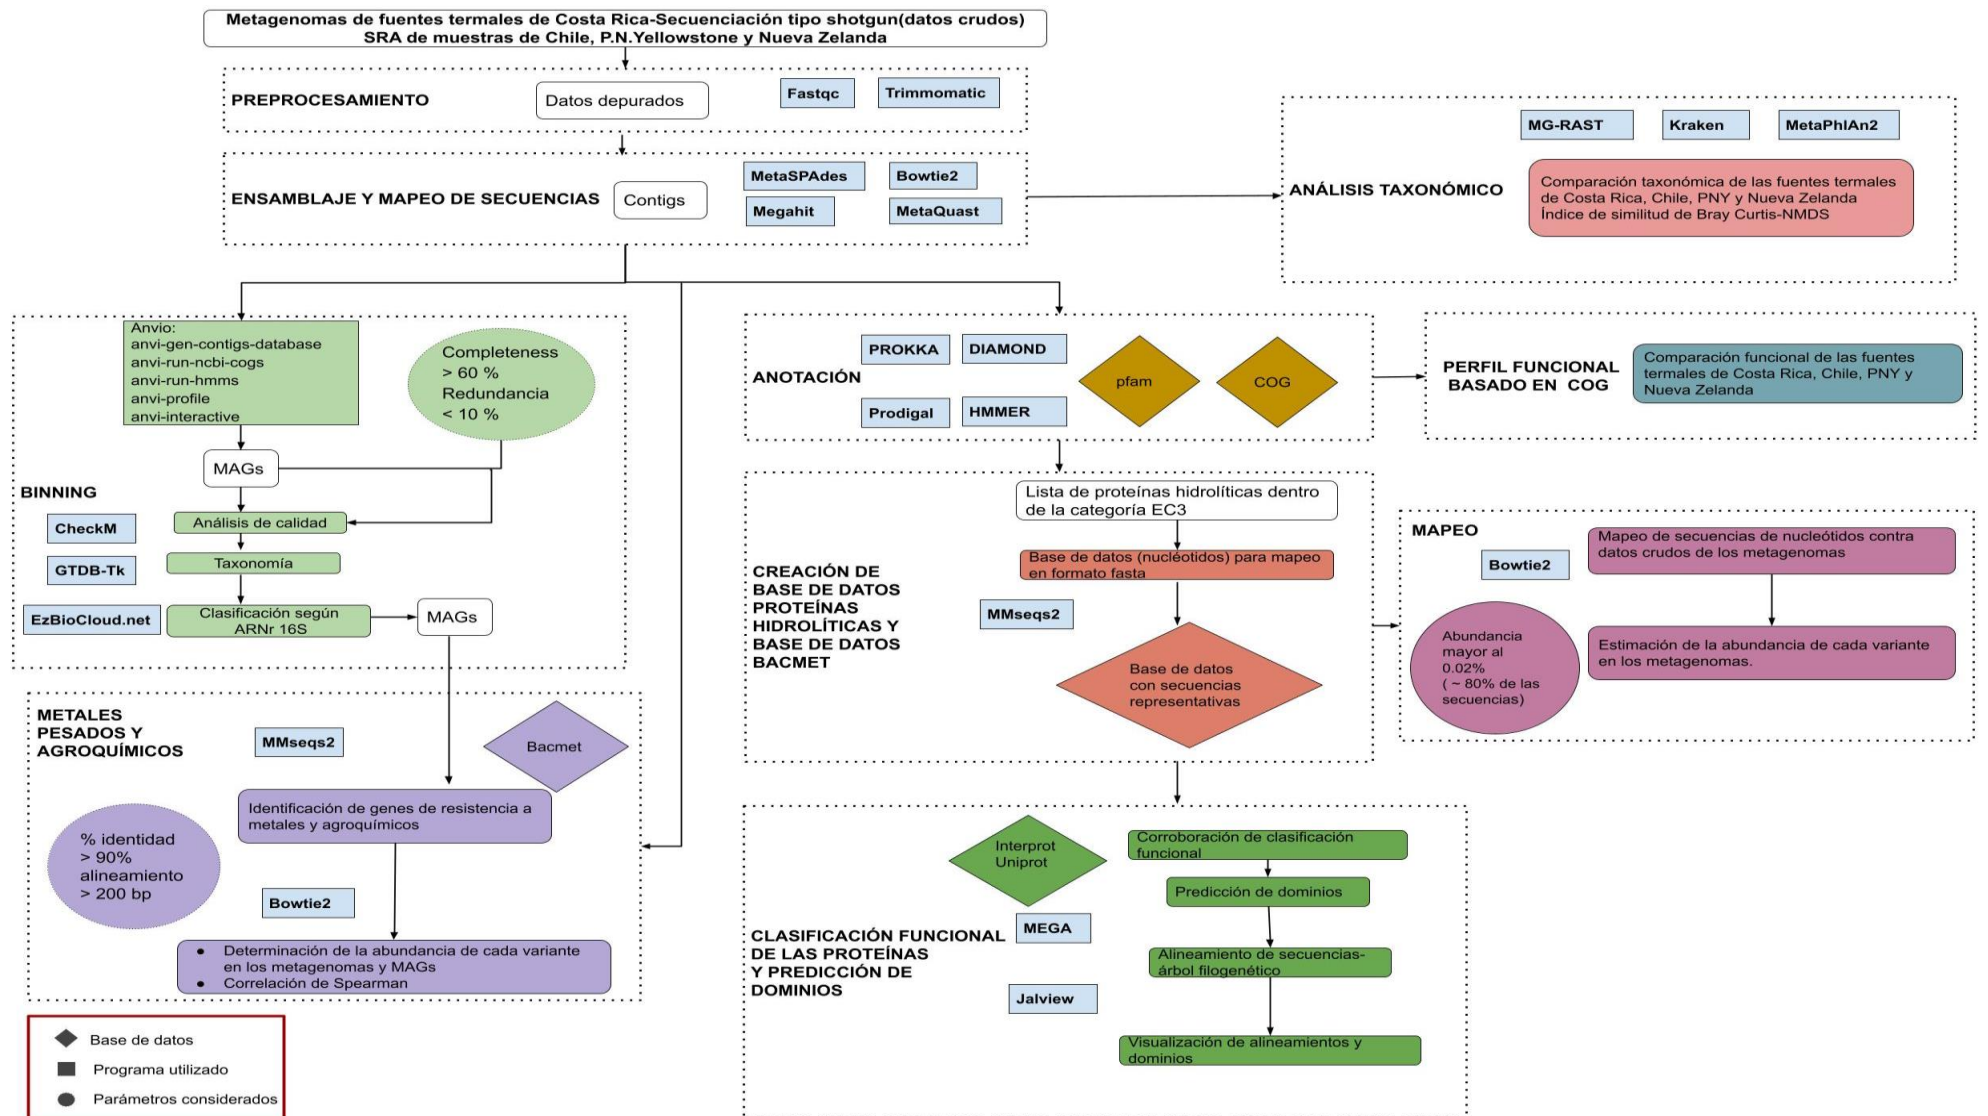 Metagenomas de fuentes termales de Costa Rica-Secuenciación tipo shotgun(datos crudos)
SRA de muestras de Chile, P.N.Yellowstone y Nueva Zelanda
PREPROCESAMIENTO
Datos depurados
Fastqc
Trimmomatic
ENSAMBLAJE Y MAPEO DE SECUENCIAS
Contigs
MetaSPAdes
Bowtie2
Megahit
MetaQuast
ANÁLISIS TAXONÓMICO
MG-RAST
Kraken
MetaPhlAn2
Comparación taxonómica de las fuentes termales
de Costa Rica, Chile, PNY y Nueva Zelanda
Índice de similitud de Bray Curtis-NMDS
BINNING
Anvio:
anvi-gen-contigs-database
anvi-run-ncbi-cogs
anvi-run-hmms
anvi-profile
anvi-interactive
Completeness
> 60 %
Redundancia
< 10 %
MAGs
Análisis de calidad
CheckM
Taxonomía
GTDB-Tk
EzBioCloud.net
Clasificación según
ARNr 16S
MAGs
ANOTACIÓN
PROKKA
DIAMOND
Prodigal
HMMER
pfam
COG
PERFIL FUNCIONAL
BASADO EN COG
Comparación funcional de las fuentes
termales de Costa Rica, Chile, PNY y
Nueva Zelanda
CREACIÓN DE
BASE DE DATOS
PROTEÍNAS
HIDROLÍTICAS Y
BASE DE DATOS
BACMET
Lista de proteínas hidrolíticas dentro
de la categoría EC3
Base de datos (nucléotidos) para mapeo
en formato fasta
MMseqs2
Base de datos
con secuencias
representativas
MAPEO
Bowtie2
Mapeo de secuencias de nucleótidos contra
datos crudos de los metagenomas
Abundancia
mayor al
0.02%
( ~ 80% de las
secuencias)
Estimación de la abundancia de cada variante
en los metagenomas.
METALES
PESADOS Y
AGROQUÍMICOS
MMseqs2
Bacmet
Identificación de genes de resistencia a
metales y agroquímicos
% identidad
> 90%
alineamiento
> 200 bp
Bowtie2
● Determinación de la abundancia de cada variante
en los metagenomas y MAGs
● Correlación de Spearman
CLASIFICACIÓN FUNCIONAL
DE LAS PROTEÍNAS
Y PREDICCIÓN DE
DOMINIOS
Interprot
Uniprot
MEGA
Jalview
Corroboración de clasificación
funcional
Predicción de dominios
Alineamiento de secuencias-
árbol filogenético
Visualización de alineamientos y
dominios
Base de datos
Programa utilizado
Parámetros considerados